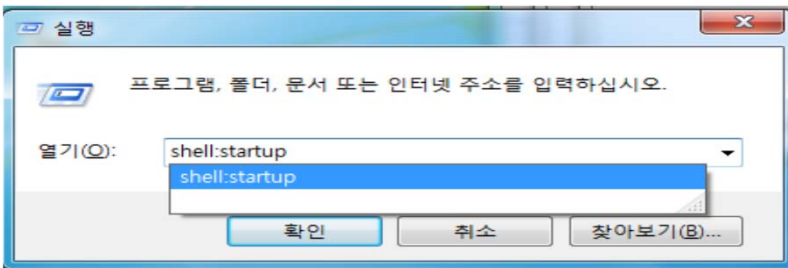 실행
프로그램, 폴더, 문서 또는 인터넷 주소를 입력하십시오.
열기(O): shell:startup
shell:startup
확인 취소 찾아보기(B)...